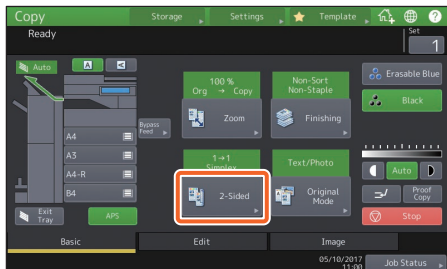 Copy
Storage
Settings
Template
Ready
Set
1
Auto
A
100 %
Org → Copy
Non-Sort
Non-Staple
Erasable Blue
Zoom
Finishing
Black
Bypass
Feed
A4
A3
A4-R
B4
1→1
Simplex
Text/Photo
2-Sided
Original
Mode
Auto
Proof
Copy
Exit
Tray
APS
Stop
Basic
Edit
Image
05/10/2017
11:00
Job Status